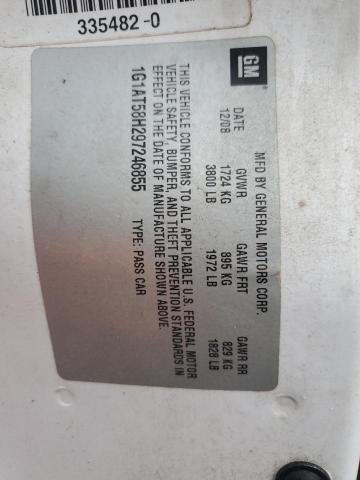 335482-0
GM
MFD BY GENERAL MOTORS CORP.
DATE GVWR GAWR FRT GAWR RR
12/08 1724 KG 895 KG 829 KG
3800 LB 1972 LB 1828 LB
THIS VEHICLE CONFORMS TO ALL APPLICABLE U.S. FEDERAL MOTOR
VEHICLE SAFETY, BUMPER, AND THEFT PREVENTION STANDARDS IN
EFFECT ON THE DATE OF MANUFACTURE SHOWN ABOVE.
1G1AT58H297246855 TYPE: PASS CAR